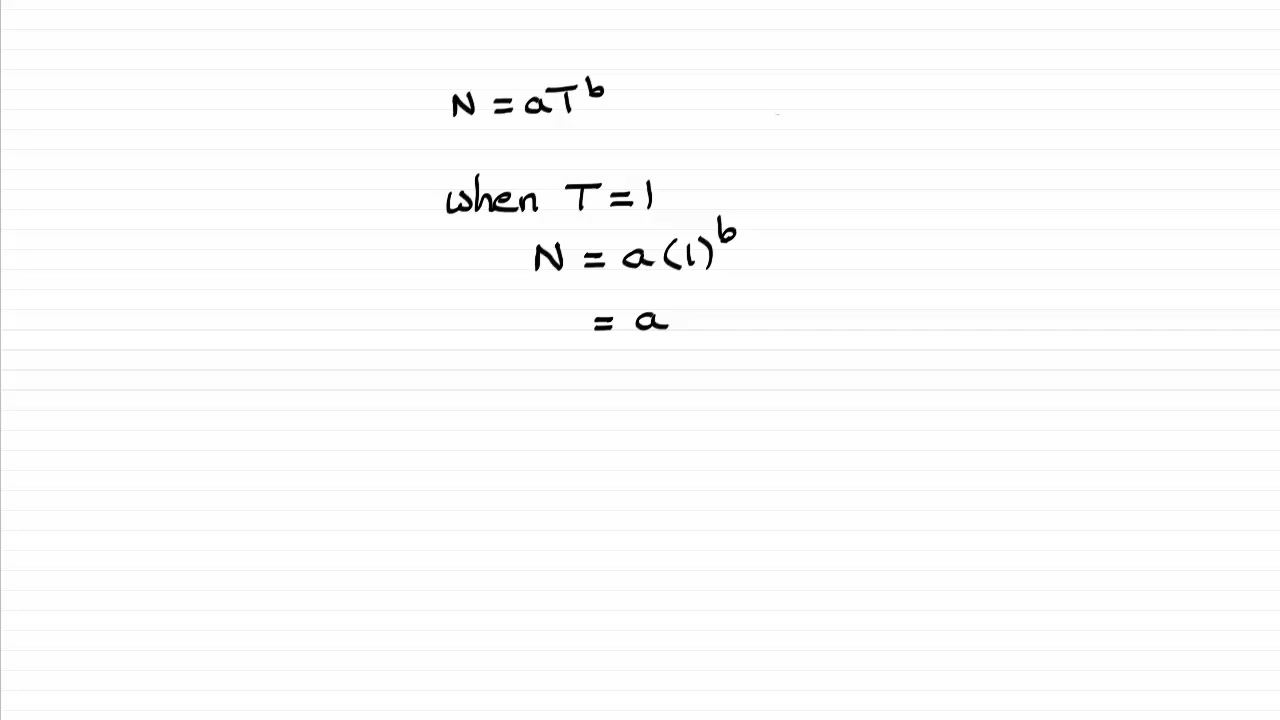 N = aT^b
when T = 1
N = a(1)^b
= a